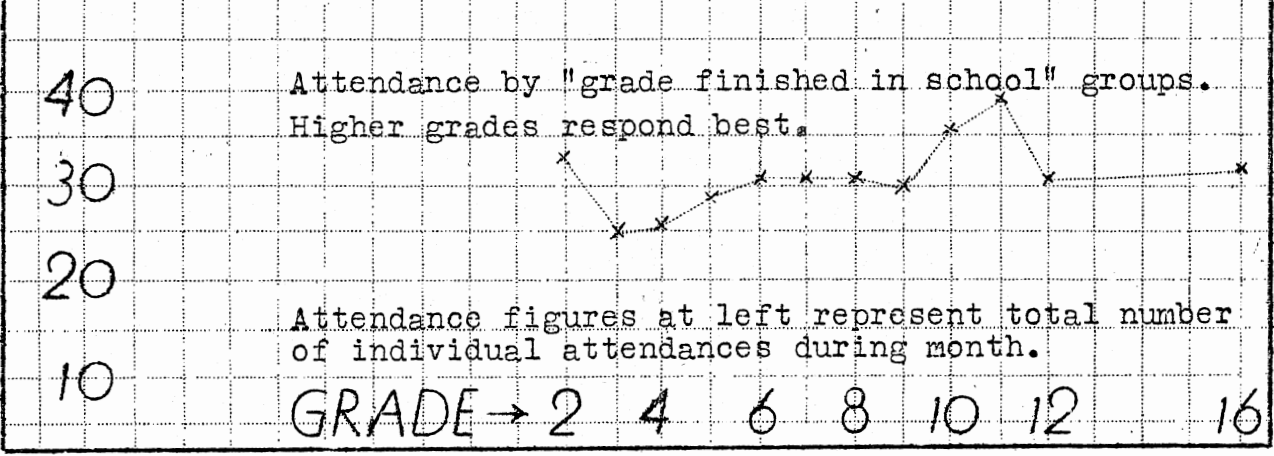 40
Attendance by "grade finished in school" groups.
Higher grades respond best.
30
20
Attendance figures at left represent total number
of individual attendances during month.
10
GRADE → 2 4 6 8 10 12 16